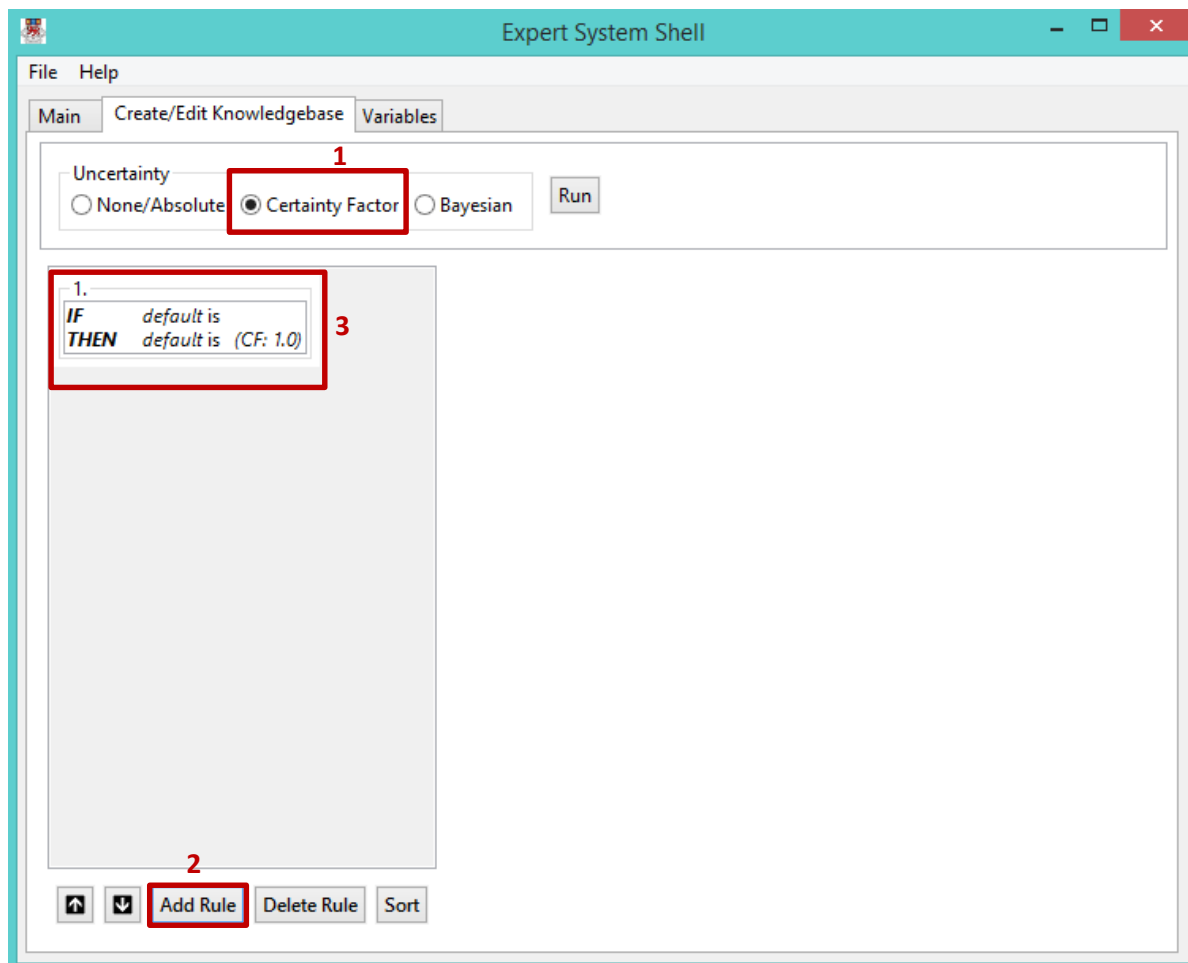 Expert System Shell
File Help
Main Create/Edit Knowledgebase Variables
1
Uncertainty
None/Absolute Certainty Factor Bayesian Run
1.
IF default is
THEN default is (CF: 1.0)
3
2
Add Rule Delete Rule Sort